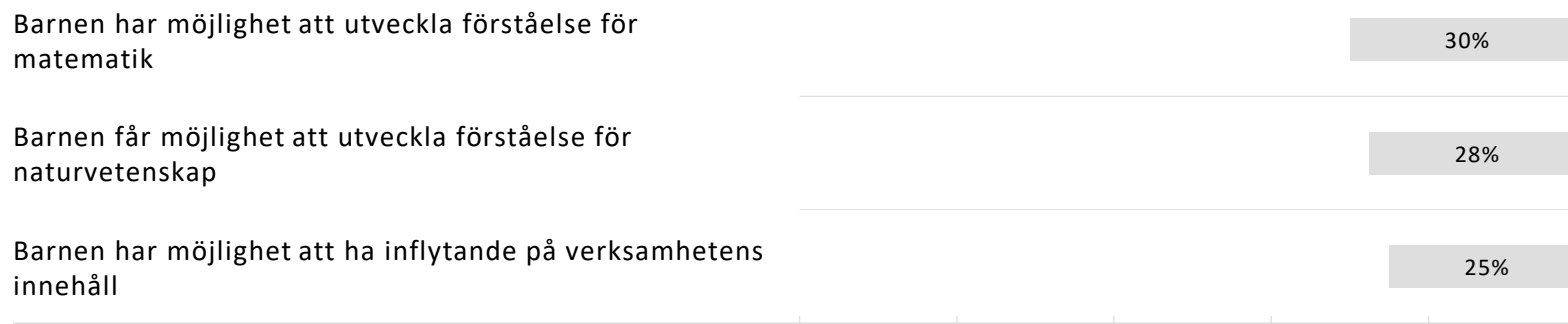 Barnen har möjlighet att utveckla förståelse för
matematik
30%
Barnen får möjlighet att utveckla förståelse för
naturvetenskap
28%
Barnen har möjlighet att ha inflytande på verksamhetens
innehåll
25%